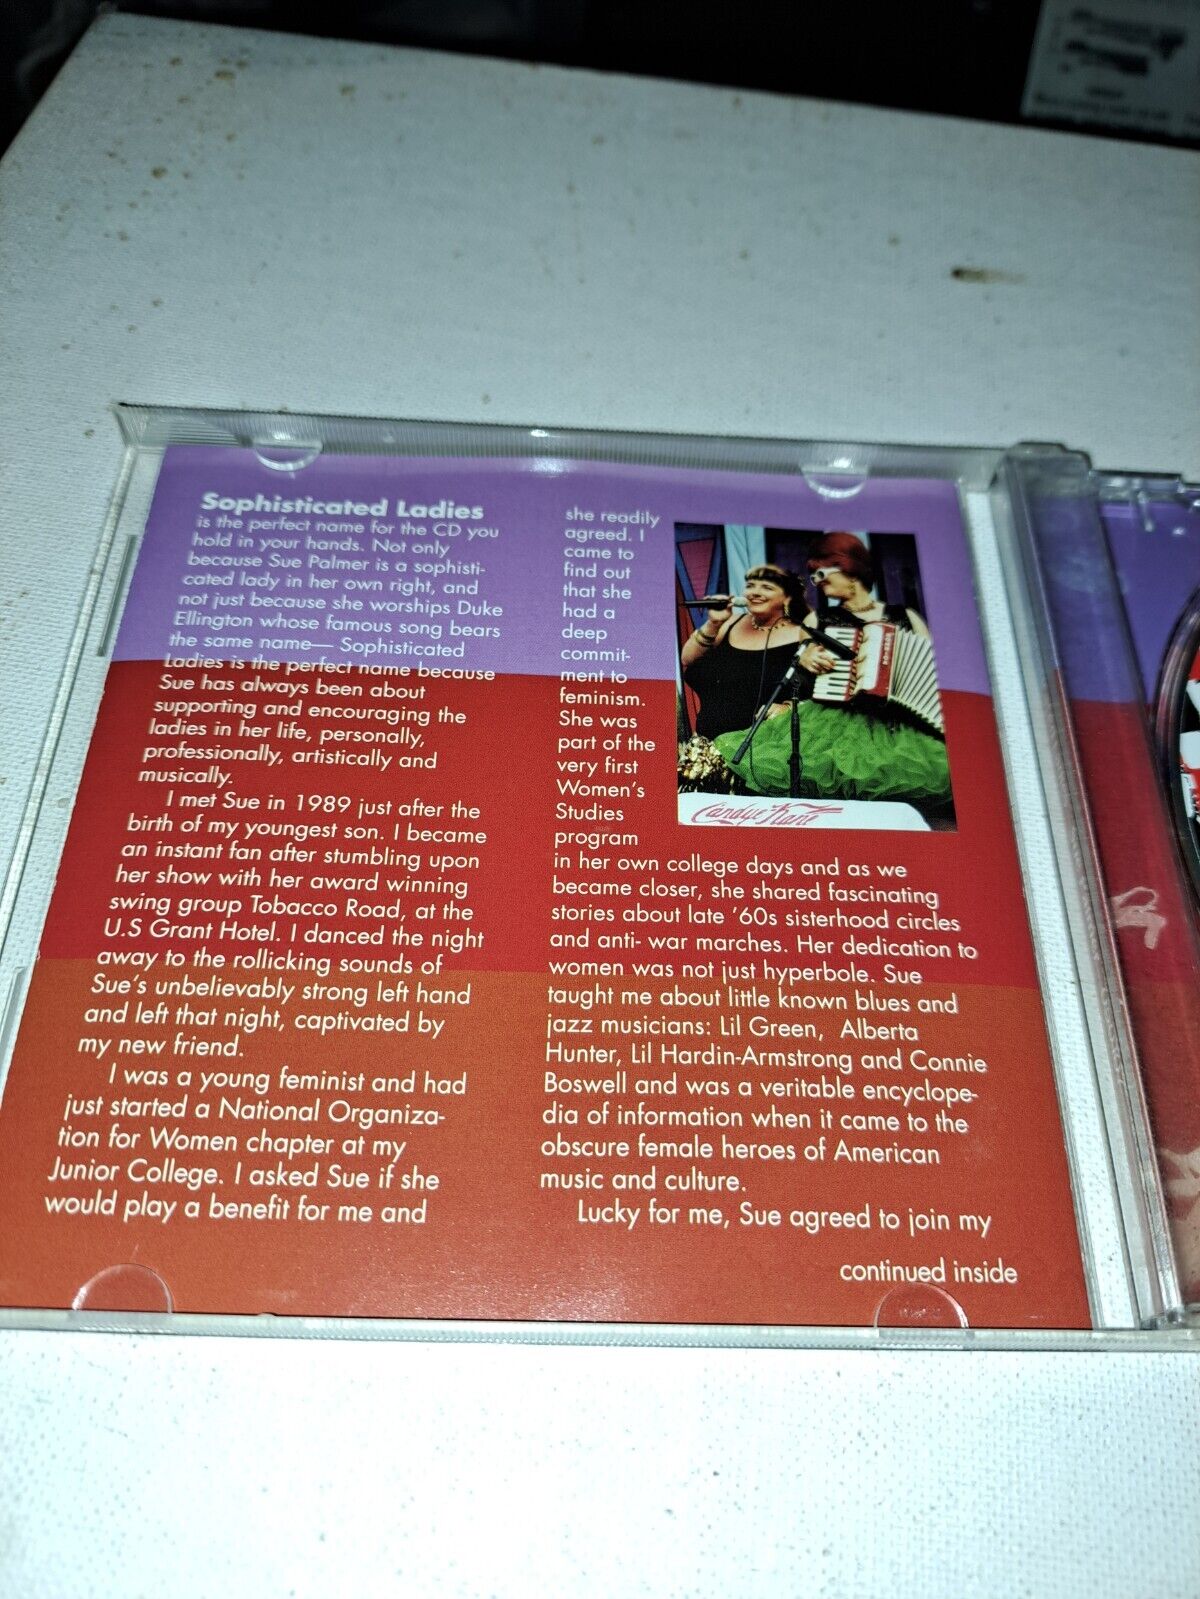 Sophisticated Ladies
is the perfect name for the CD you
hold in your hands. Not only
because Sue Palmer is a sophisti-
cated lady in her own right, and
not just because she worships Duke
Ellington whose famous song bears
the same name— Sophisticated
Ladies is the perfect name because
Sue has always been about
supporting and encouraging the
ladies in her life, personally,
professionally, artistically and
musically.
I met Sue in 1989 just after the
birth of my youngest son. I became
an instant fan after stumbling upon
her show with her award winning
swing group Tobacco Road, at the
U.S Grant Hotel. I danced the night
away to the rollicking sounds of
Sue's unbelievably strong left hand
and left that night, captivated by
my new friend.
I was a young feminist and had
just started a National Organiza-
tion for Women chapter at my
Junior College. I asked Sue if she
would play a benefit for me and
she readily
agreed. I
came to
find out
that she
had a
deep
commit-
ment to
feminism.
She was
part of the
very first
Women's
Studies
program
in her own college days and as we
became closer, she shared fascinating
stories about late '60s sisterhood circles
and anti- war marches. Her dedication to
women was not just hyperbole. Sue
taught me about little known blues and
jazz musicians: Lil Green, Alberta
Hunter, Lil Hardin-Armstrong and Connie
Boswell and was a veritable encyclope-
dia of information when it came to the
obscure female heroes of American
music and culture.
Lucky for me, Sue agreed to join my
continued inside
Candye Kane